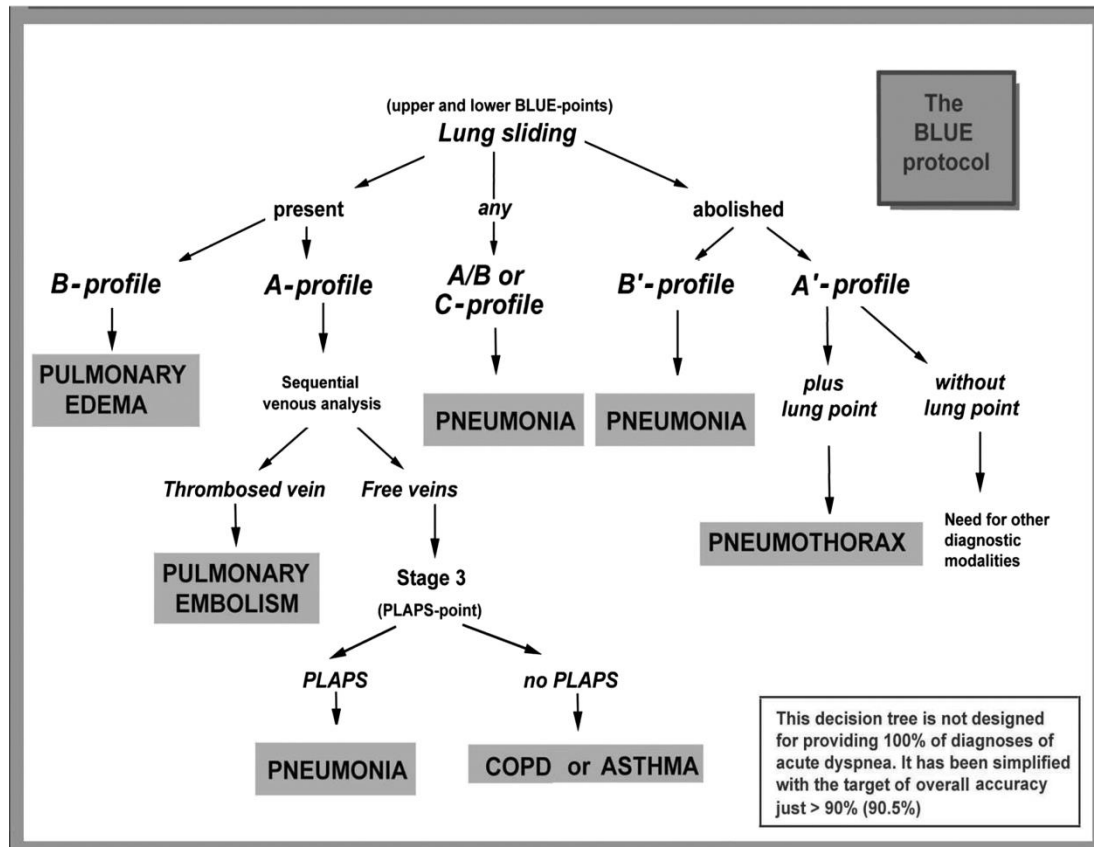 (upper and lower BLUE-points)
Lung sliding
The
BLUE
protocol
present
any
abolished
B-profile
A-profile
A/B or
C-profile
B'-profile
A'-profile
PULMONARY
EDEMA
Sequential
venous analysis
PNEUMONIA
PNEUMONIA
plus
lung point
without
lung point
Thrombosed vein
Free veins
PNEUMOTHORAX
Need for other
diagnostic
modalities
PULMONARY
EMBOLISM
Stage 3
(PLAPS-point)
PLAPS
no PLAPS
PNEUMONIA
COPD or ASTHMA
This decision tree is not designed
for providing 100% of diagnoses of
acute dyspnea. It has been simplified
with the target of overall accuracy
just > 90% (90.5%)